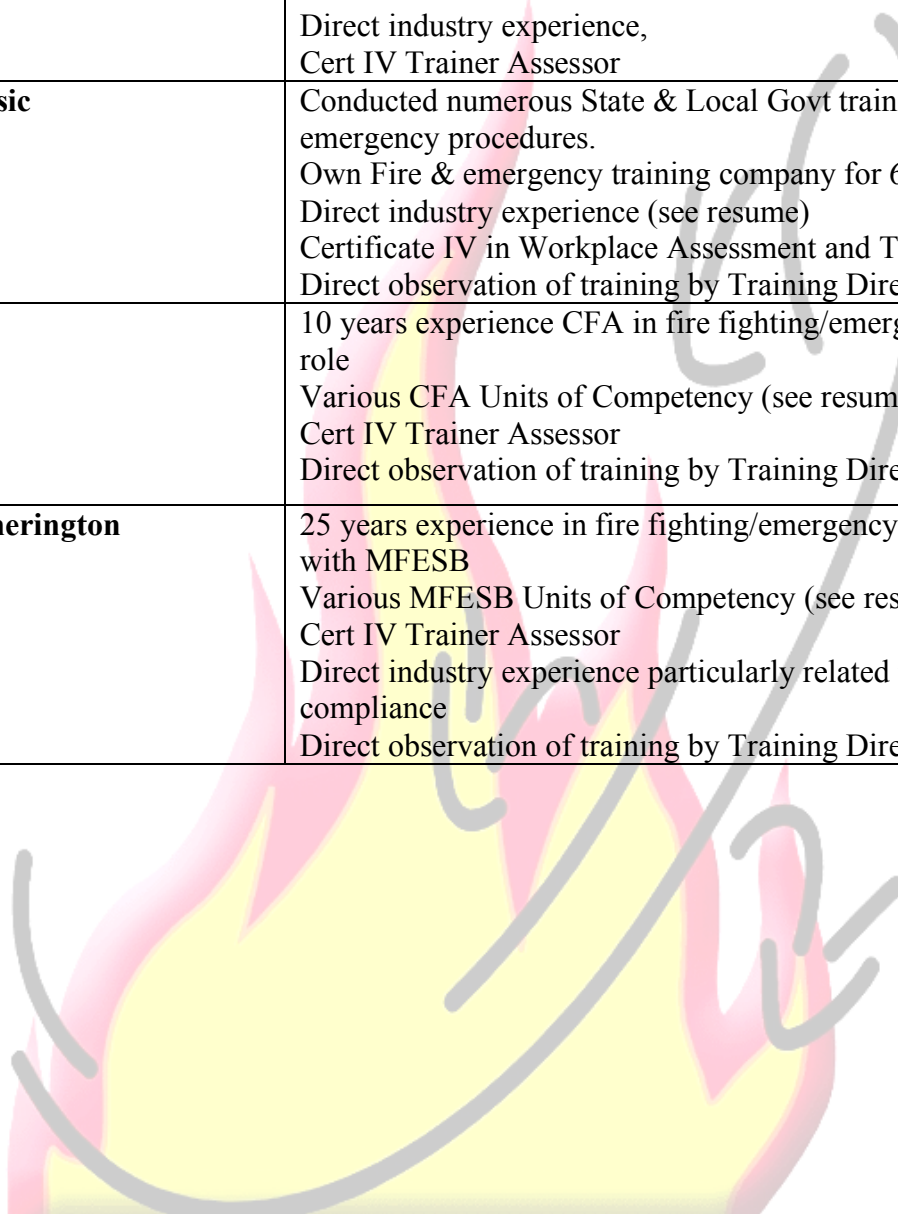 Direct industry experience,
Cert IV Trainer Assessor
sic
Conducted numerous State & Local Govt train
emergency procedures.
Own Fire & emergency training company for 6
Direct industry experience (see resume)
Certificate IV in Workplace Assessment and T
Direct observation of training by Training Dire
10 years experience CFA in fire fighting/emerg
role
Various CFA Units of Competency (see resum
Cert IV Trainer Assessor
Direct observation of training by Training Dire
herington
25 years experience in fire fighting/emergency
with MFESB
Various MFESB Units of Competency (see res
Cert IV Trainer Assessor
Direct industry experience particularly related
compliance
Direct observation of training by Training Dire